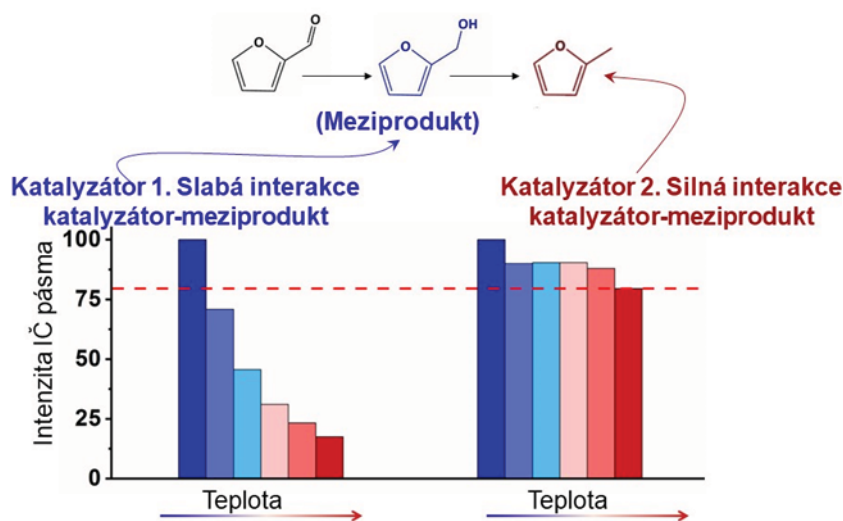 O
O
O
OH
O
(Meziprodukt)
Katalyzátor 1. Slabá interakce
katalyzátor-meziprodukt
Katalyzátor 2. Silná interakce
katalyzátor-meziprodukt
Intenzita IČ pásma
100
75
50
25
0
Teplota
Teplota